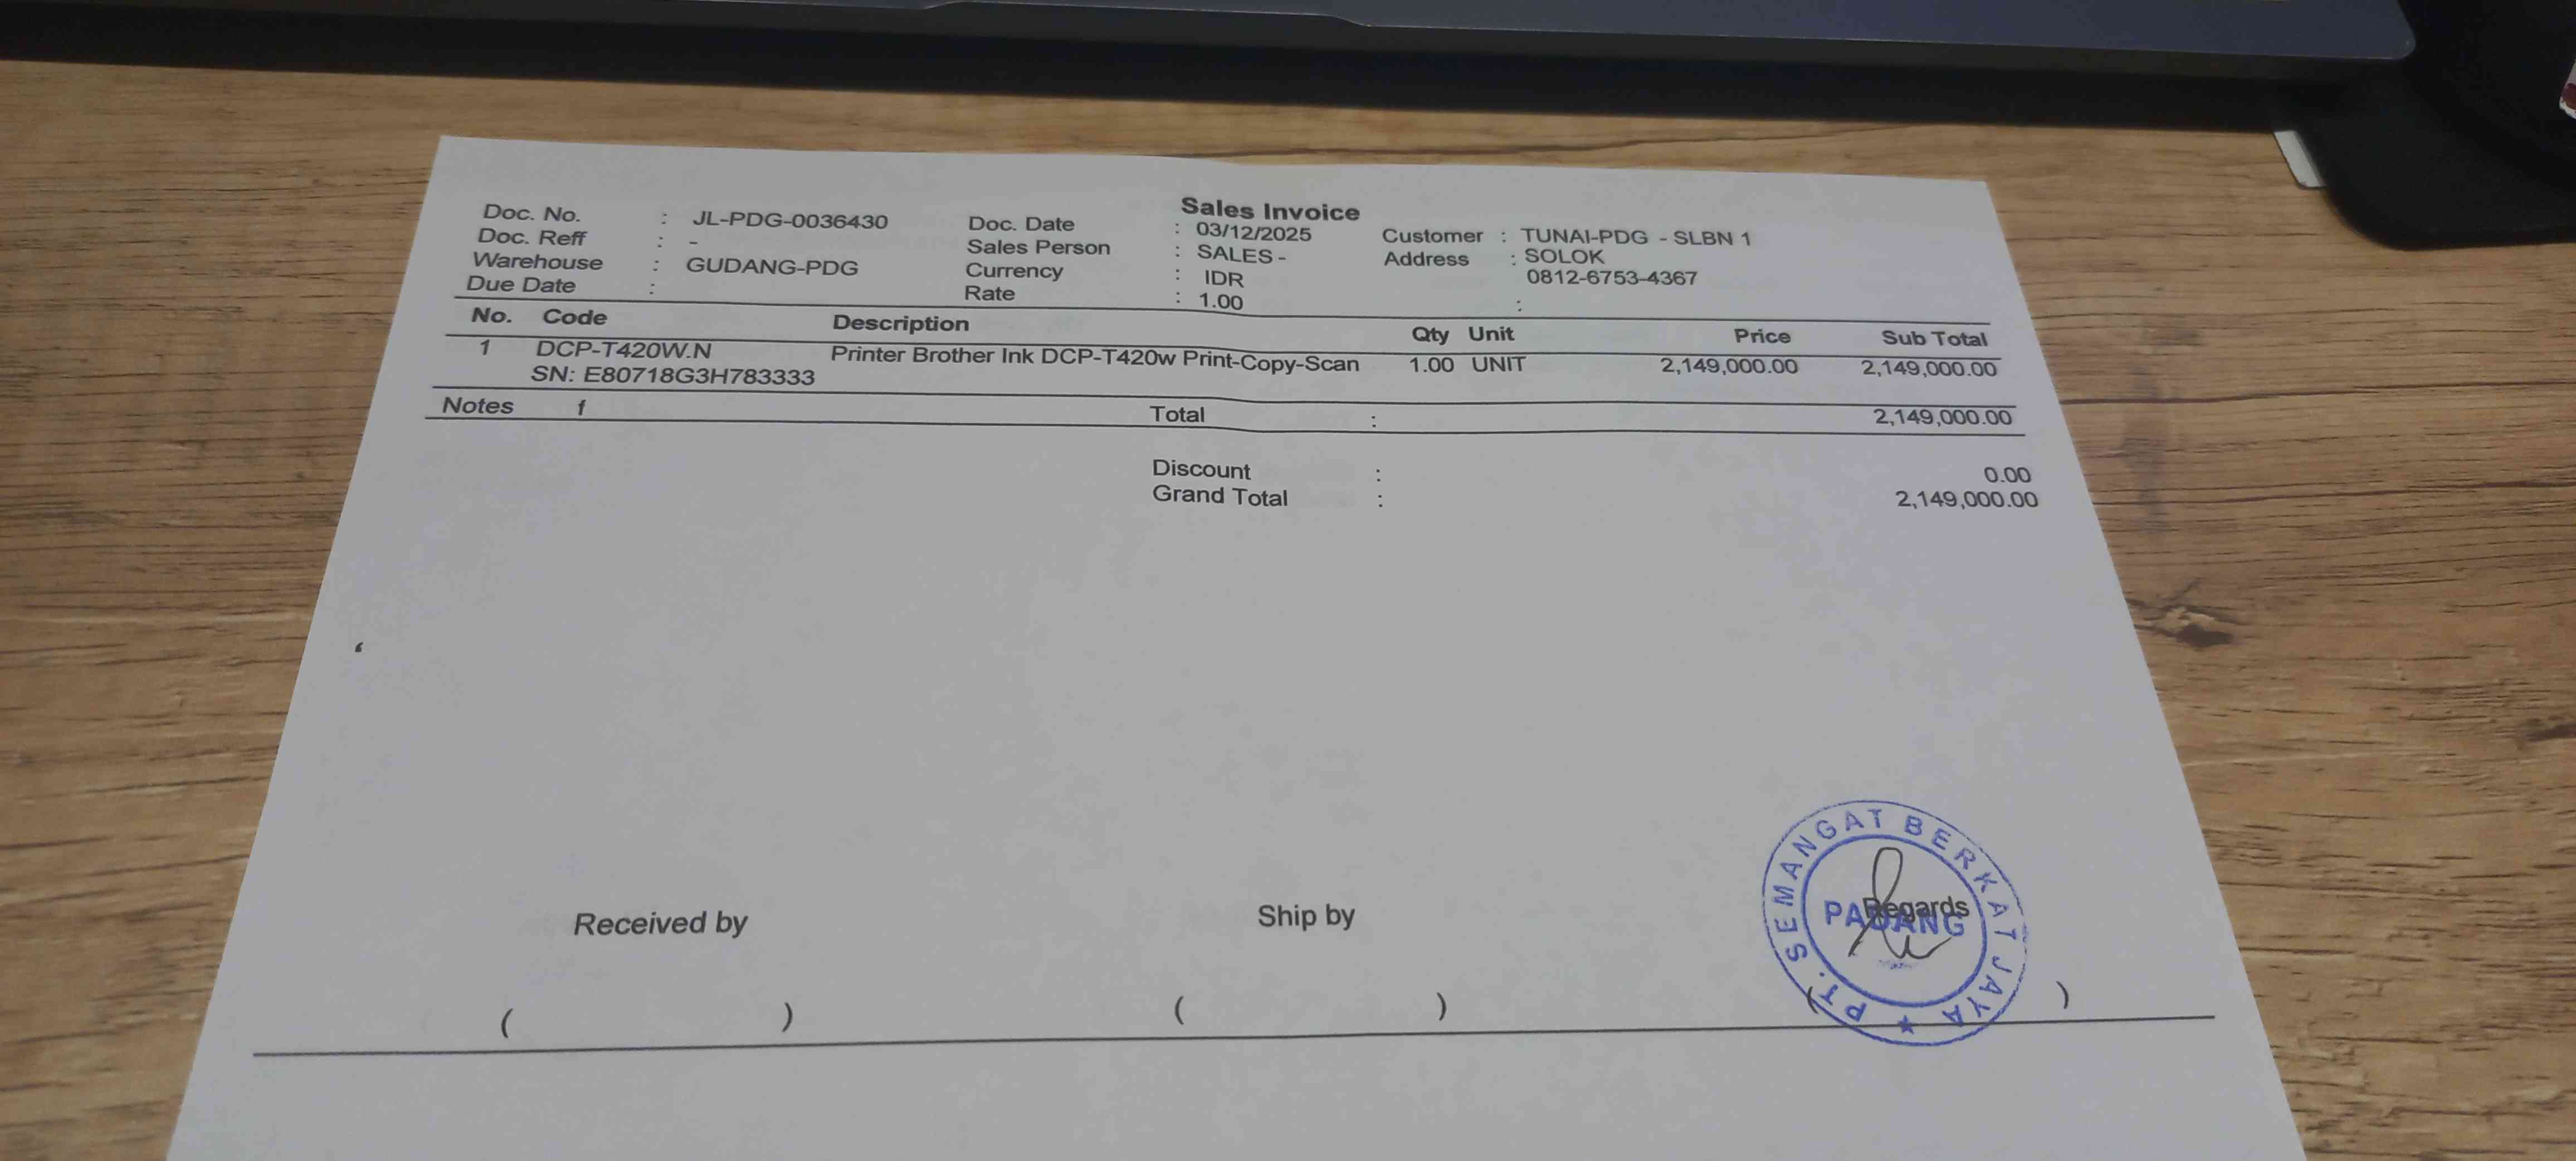 Sales Invoice
Doc. No. : JL-PDG-0036430 Doc. Date : 03/12/2025 Customer : TUNAI-PDG - SLBN 1
Doc. Reff : - Sales Person : SALES - Address : SOLOK
Warehouse : GUDANG-PDG Currency : IDR 0812-6753-4367
Due Date : Rate : 1.00 :
No. Code Description Qty Unit Price Sub Total
1 DCP-T420W.N Printer Brother Ink DCP-T420w Print-Copy-Scan 1.00 UNIT 2,149,000.00 2,149,000.00
SN: E80718G3H783333
Notes f Total : 2,149,000.00
Discount : 0.00
Grand Total : 2,149,000.00
Received by Ship by Regards
( ) ( ) ( )
PT. SEMANGAT BERKAT JAYA ★
PADANG